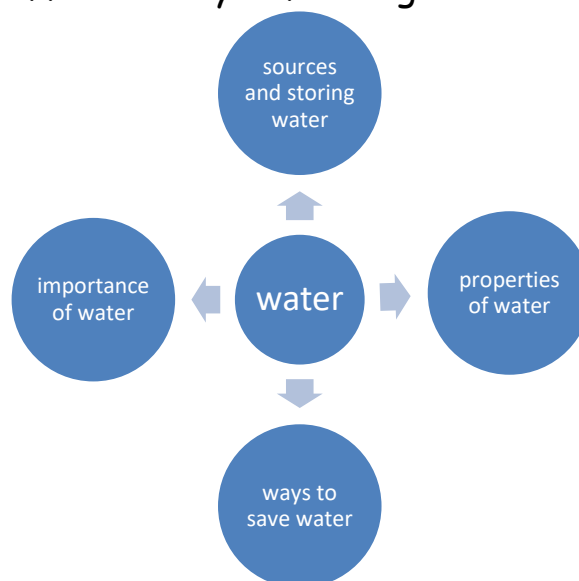 sources
and storing
water
importance
of water
water
properties
of water
ways to
save water